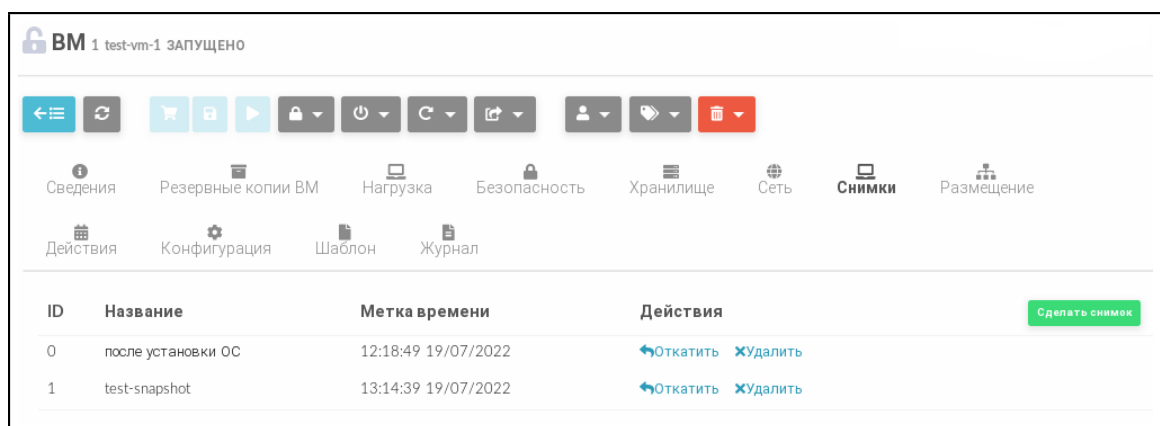 ВМ 1 test-vm-1 ЗАПУЩЕНО
Сведения Резервные копии ВМ Нагрузка Безопасность Хранилище Сеть Снимки Размещение
Действия Конфигурация Шаблон Журнал
ID Название Метка времени Действия Сделать снимок
0 после установки ОС 12:18:49 19/07/2022 Откатить Удалить
1 test-snapshot 13:14:39 19/07/2022 Откатить Удалить